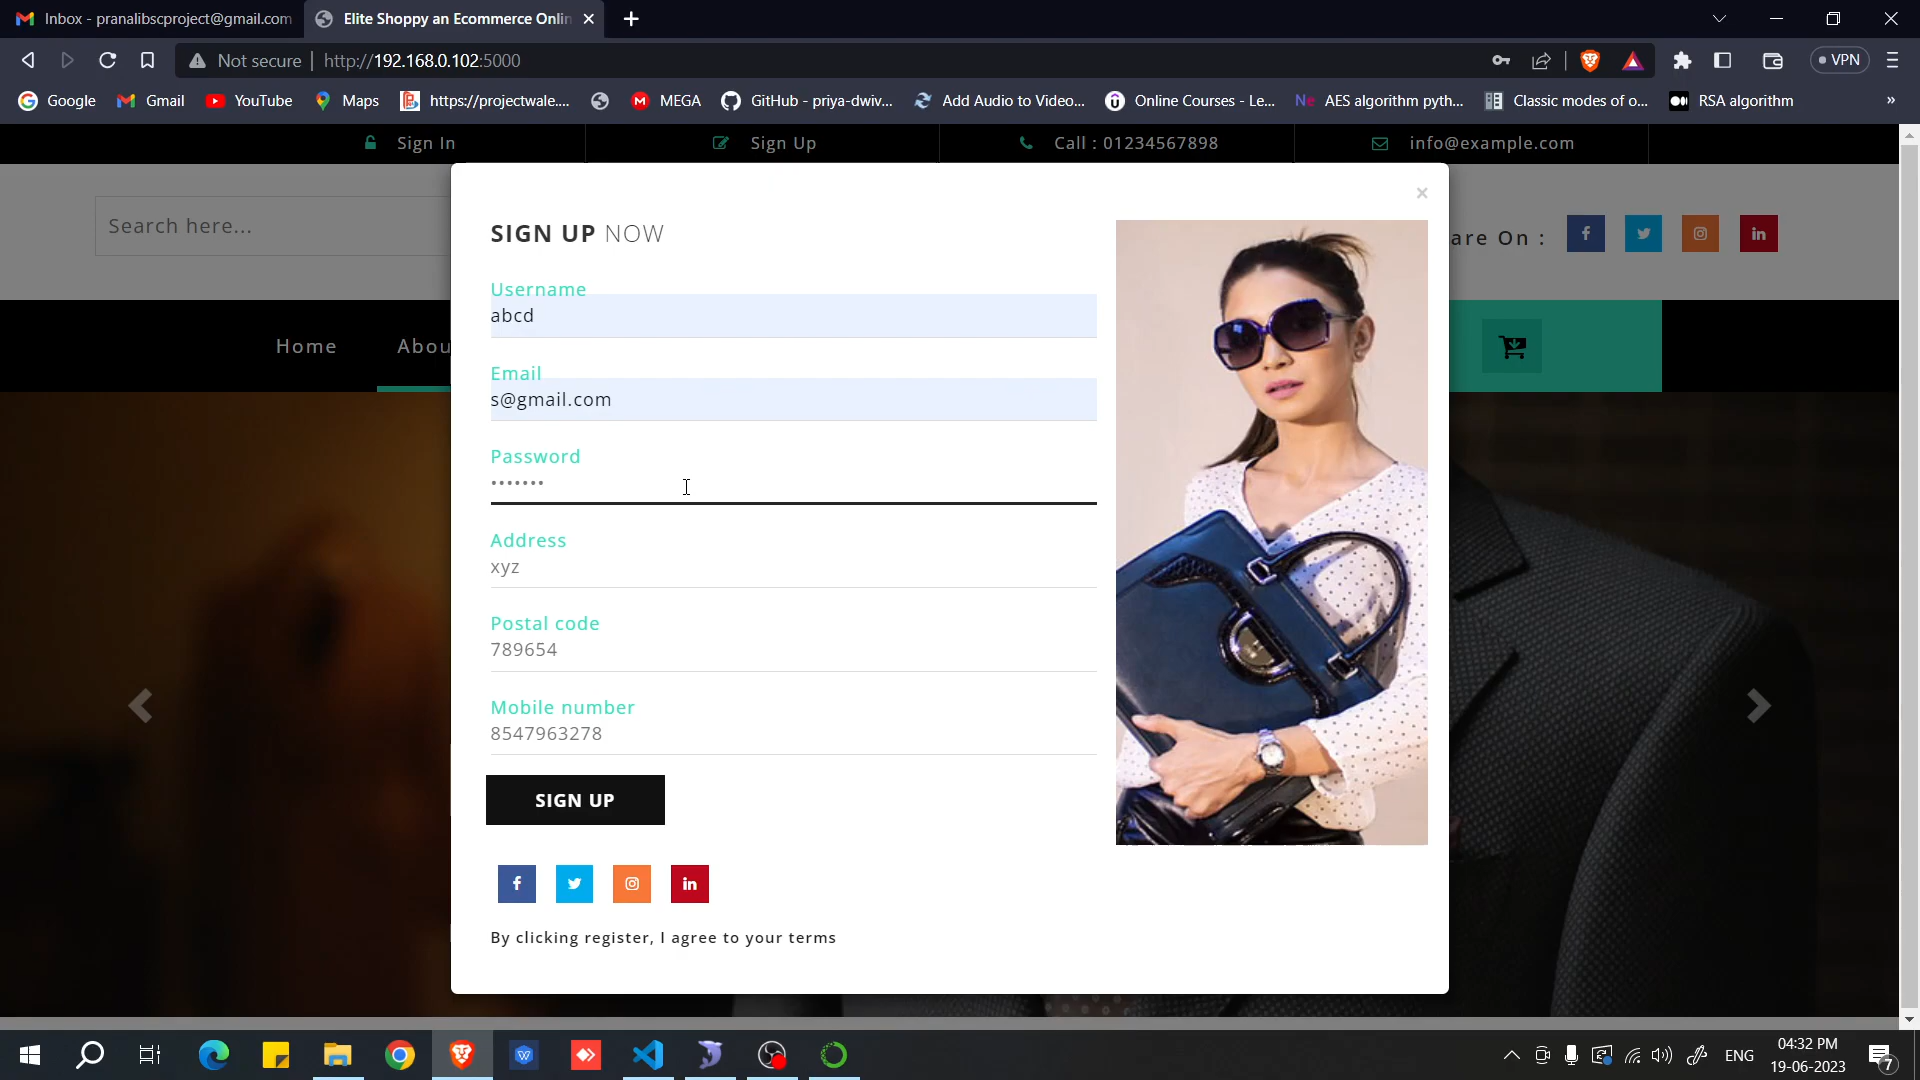 Inbox - pranalibscproject@gmail.com
Elite Shoppy an Ecommerce Onlin
Not secure http://192.168.0.102:5000
VPN
Google Gmail YouTube Maps https://projectwale.... MEGA GitHub - priya-dwiv... Add Audio to Video... Online Courses - Le... AES algorithm pyth... Classic modes of o... RSA algorithm »
Sign In Sign Up Call : 01234567898 info@example.com
×
Search here...
are On :
SIGN UP NOW
Username
abcd
Home Abou
Email
s@gmail.com
Password
•••••••
Address
xyz
Postal code
789654
Mobile number
8547963278
SIGN UP
By clicking register, I agree to your terms
ENG
04:32 PM
19-06-2023
7